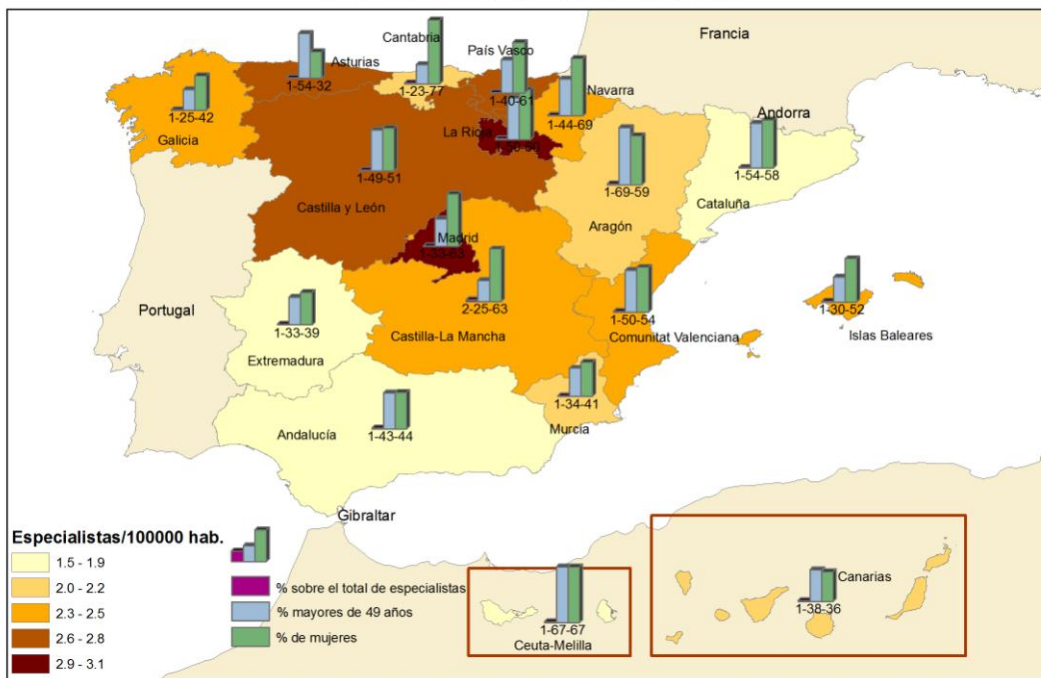 Francia
Cantabria
País Vasco
Asturias
1-54-32
1-23-77
1-40-61
Navarra
1-44-69
Andorra
1-25-42
Galicia
La Rioja
1-49-51
1-69-59
1-54-58
Cataluña
Castilla y León
Aragón
Madrid
1-33-63
2-25-63
Portugal
1-50-54
1-30-52
Islas Baleares
1-33-39
Castilla-La Mancha
Comunitat Valenciana
Extremadura
1-34-41
Murcia
1-43-44
Andalucía
Gibraltar
Especialistas/100000 hab.
1.5 - 1.9
2.0 - 2.2
2.3 - 2.5
2.6 - 2.8
2.9 - 3.1
% sobre el total de especialistas
% mayores de 49 años
% de mujeres
1-67-67
Ceuta-Melilla
Canarias
1-38-36